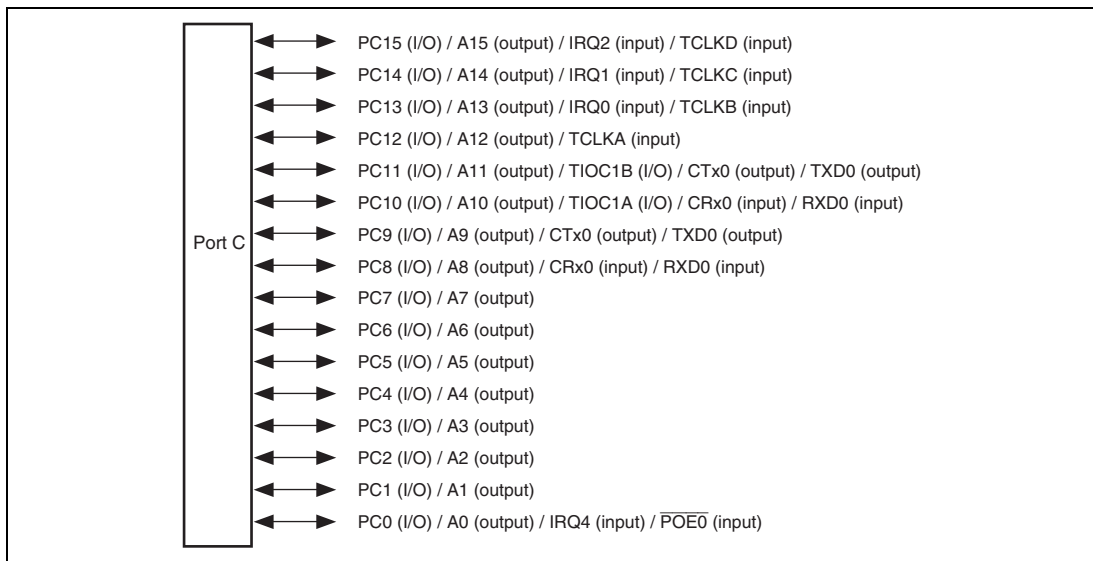 PC15 (I/O) / A15 (output) / IRQ2 (input) / TCLKD (input)
PC14 (I/O) / A14 (output) / IRQ1 (input) / TCLKC (input)
PC13 (I/O) / A13 (output) / IRQ0 (input) / TCLKB (input)
PC12 (I/O) / A12 (output) / TCLKA (input)
PC11 (I/O) / A11 (output) / TIOC1B (I/O) / CTx0 (output) / TXD0 (output)
PC10 (I/O) / A10 (output) / TIOC1A (I/O) / CRx0 (input) / RXD0 (input)
Port C
PC9 (I/O) / A9 (output) / CTx0 (output) / TXD0 (output)
PC8 (I/O) / A8 (output) / CRx0 (input) / RXD0 (input)
PC7 (I/O) / A7 (output)
PC6 (I/O) / A6 (output)
PC5 (I/O) / A5 (output)
PC4 (I/O) / A4 (output)
PC3 (I/O) / A3 (output)
PC2 (I/O) / A2 (output)
PC1 (I/O) / A1 (output)
PC0 (I/O) / A0 (output) / IRQ4 (input) / P̅O̅E̅0̅ (input)